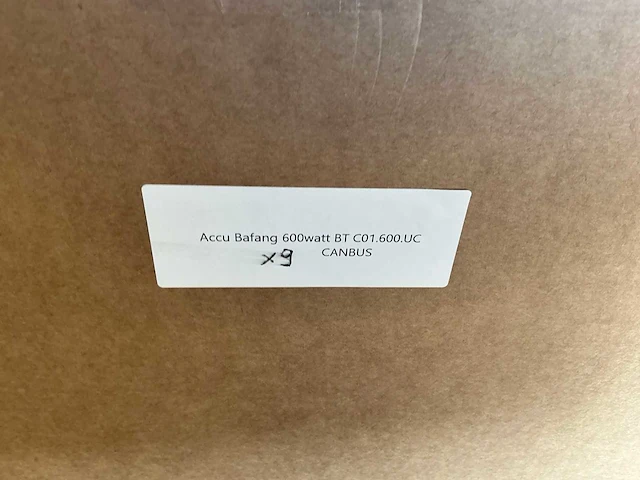 Accu Bafang 600watt BT C01.600.UC
x9 CANBUS